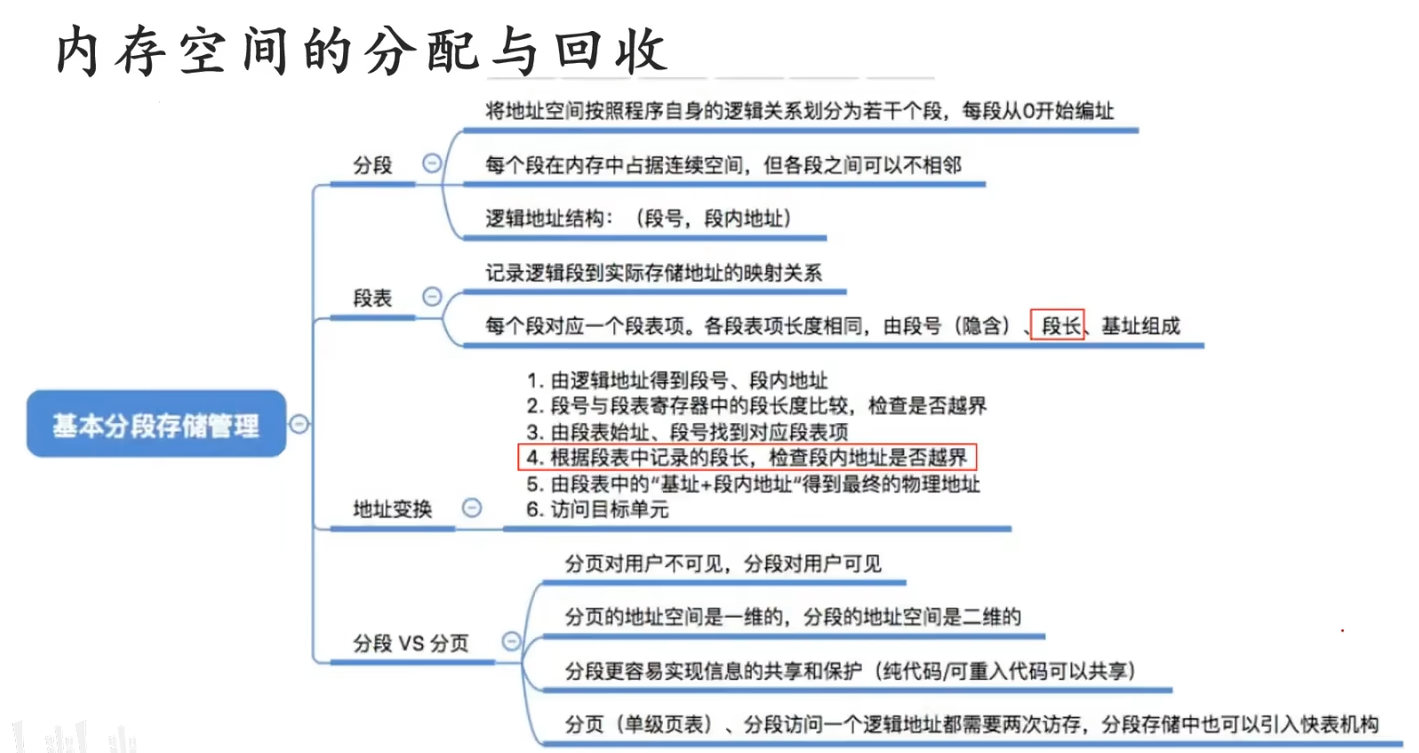 内存空间的分配与回收
将地址空间按照程序自身的逻辑关系划分为若干个段，每段从0开始编址
分段
每个段在内存中占据连续空间，但各段之间可以不相邻
逻辑地址结构：（段号，段内地址）
记录逻辑段到实际存储地址的映射关系
段表
每个段对应一个段表项。各段表项长度相同，由段号（隐含）、段长、基址组成
基本分段存储管理
1. 由逻辑地址得到段号、段内地址
2. 段号与段表寄存器中的段长度比较，检查是否越界
3. 由段表始址、段号找到对应段表项
4. 根据段表中记录的段长，检查段内地址是否越界
5. 由段表中的“基址+段内地址“得到最终的物理地址
6. 访问目标单元
地址变换
分页对用户不可见，分段对用户可见
分页的地址空间是一维的，分段的地址空间是二维的
分段 VS 分页
分段更容易实现信息的共享和保护（纯代码/可重入代码可以共享）
分页（单级页表）、分段访问一个逻辑地址都需要两次访存，分段存储中也可以引入快表机构